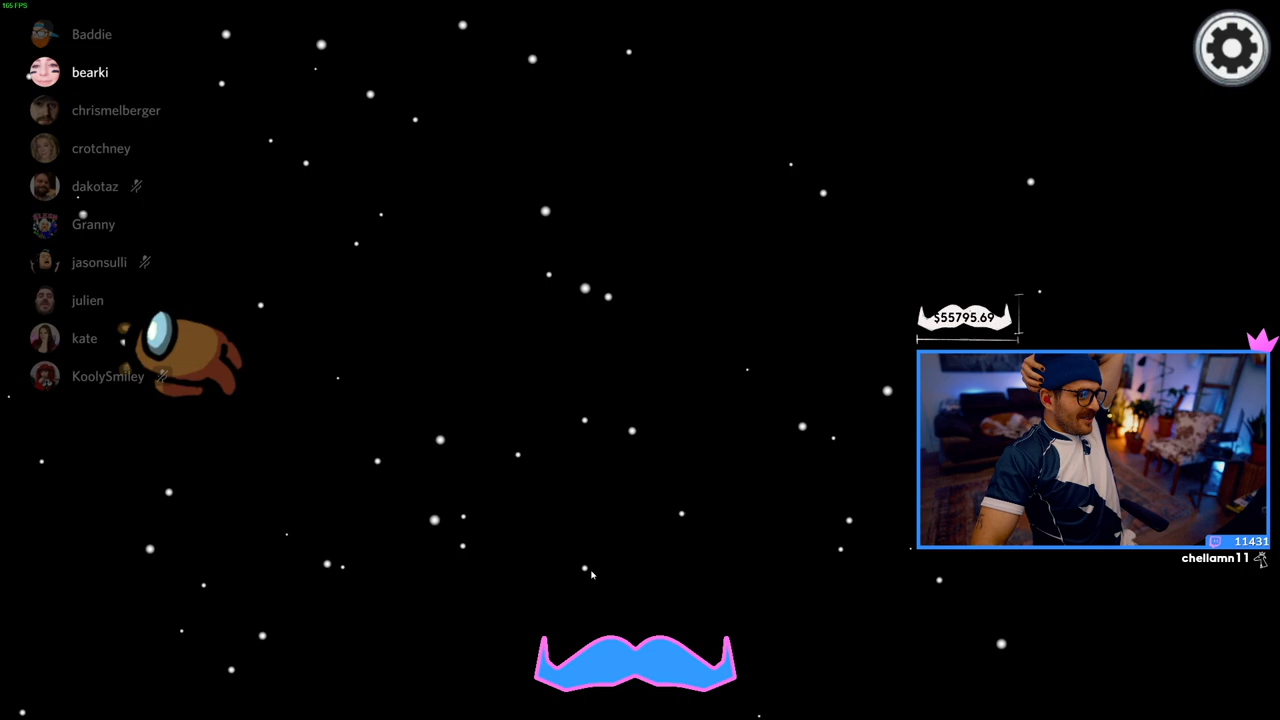 165 FPS
Baddie
bearki
chrismelberger
crotchney
dakotaz
Granny
jasonsulli
julien
kate
KoolySmiley
$55795.69
11431
chellamn11